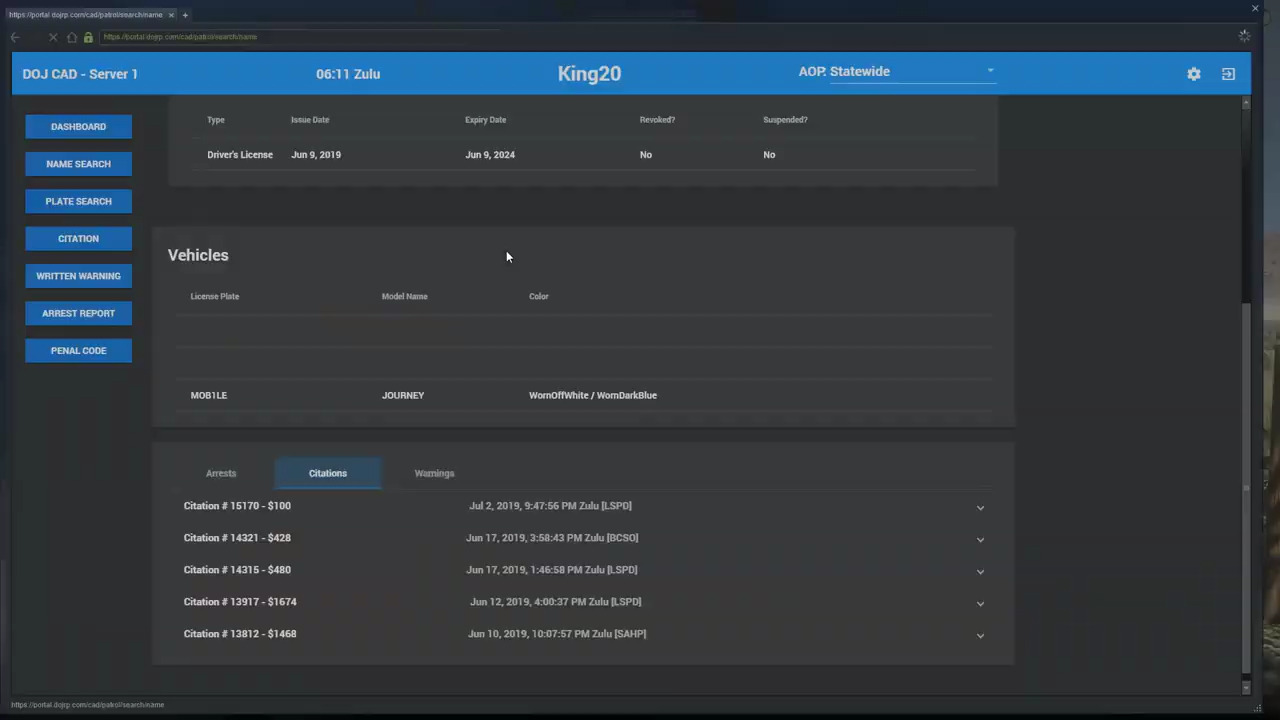 https://portal.dojrp.com/cad/patrol/search/name
https://portal.dojrp.com/cad/patrol/search/name
DOJ CAD - Server 1
06:11 Zulu
King20
AOP: Statewide
DASHBOARD
NAME SEARCH
PLATE SEARCH
CITATION
WRITTEN WARNING
ARREST REPORT
PENAL CODE
Type Issue Date Expiry Date Revoked? Suspended?
Driver's License Jun 9, 2019 Jun 9, 2024 No No
Vehicles
License Plate Model Name Color
MOB1LE JOURNEY WornOffWhite / WornDarkBlue
Arrests Citations Warnings
Citation # 15170 - $100 Jul 2, 2019, 9:47:56 PM Zulu [LSPD]
Citation # 14321 - $428 Jun 17, 2019, 3:58:43 PM Zulu [BCSO]
Citation # 14315 - $480 Jun 17, 2019, 1:46:58 PM Zulu [LSPD]
Citation # 13917 - $1674 Jun 12, 2019, 4:00:37 PM Zulu [LSPD]
Citation # 13812 - $1468 Jun 10, 2019, 10:07:57 PM Zulu [SAHP]
https://portal.dojrp.com/cad/patrol/search/name